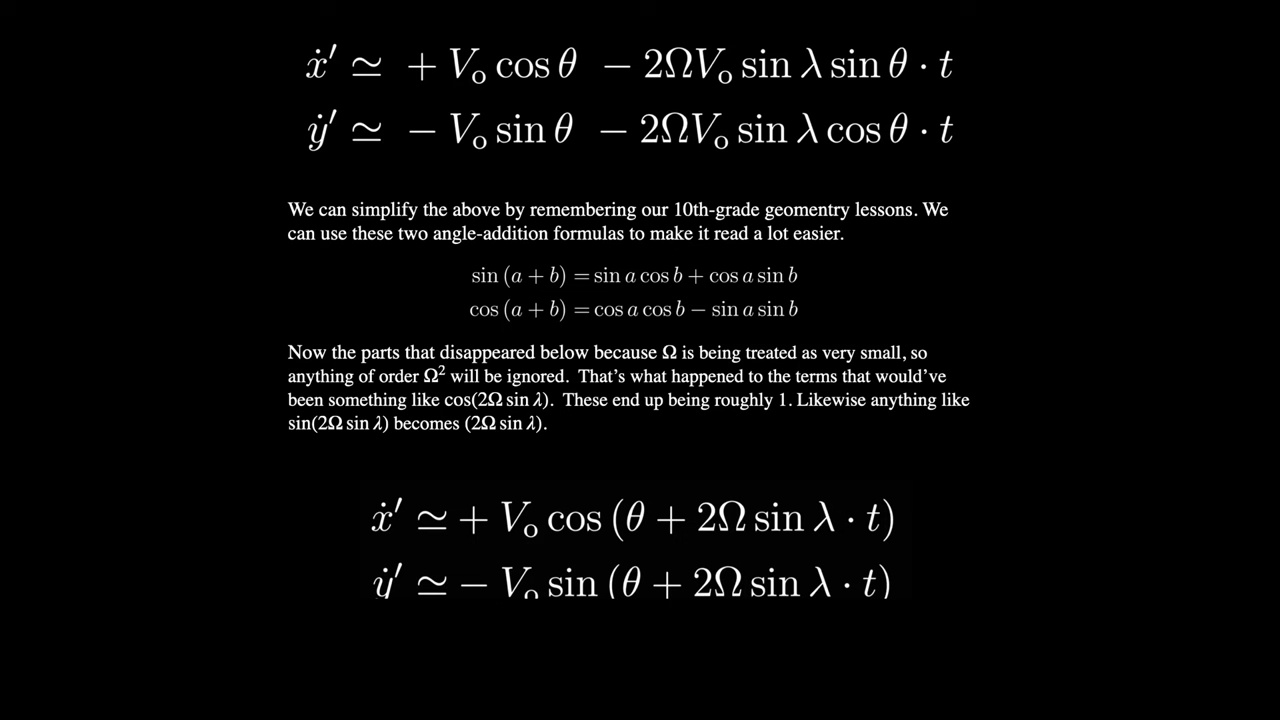 ẋ′ ≃ + V₀ cos θ − 2ΩV₀ sin λ sin θ · t
ẏ′ ≃ − V₀ sin θ − 2ΩV₀ sin λ cos θ · t
We can simplify the above by remembering our 10th-grade geomentry lessons. We
can use these two angle-addition formulas to make it read a lot easier.
sin (a + b) = sin a cos b + cos a sin b
cos (a + b) = cos a cos b − sin a sin b
Now the parts that disappeared below because Ω is being treated as very small, so
anything of order Ω² will be ignored. That's what happened to the terms that would've
been something like cos(2Ω sin λ). These end up being roughly 1. Likewise anything like
sin(2Ω sin λ) becomes (2Ω sin λ).
ẋ′ ≃ + V₀ cos (θ + 2Ω sin λ · t)
ẏ′ ≃ − V₀ sin (θ + 2Ω sin λ · t)